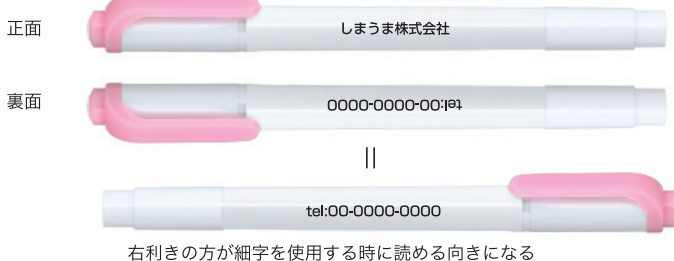 正面
しまうま株式会社
裏面
tel:00-0000-0000
||
tel:00-0000-0000
右利きの方が細字を使用する時に読める向きになる